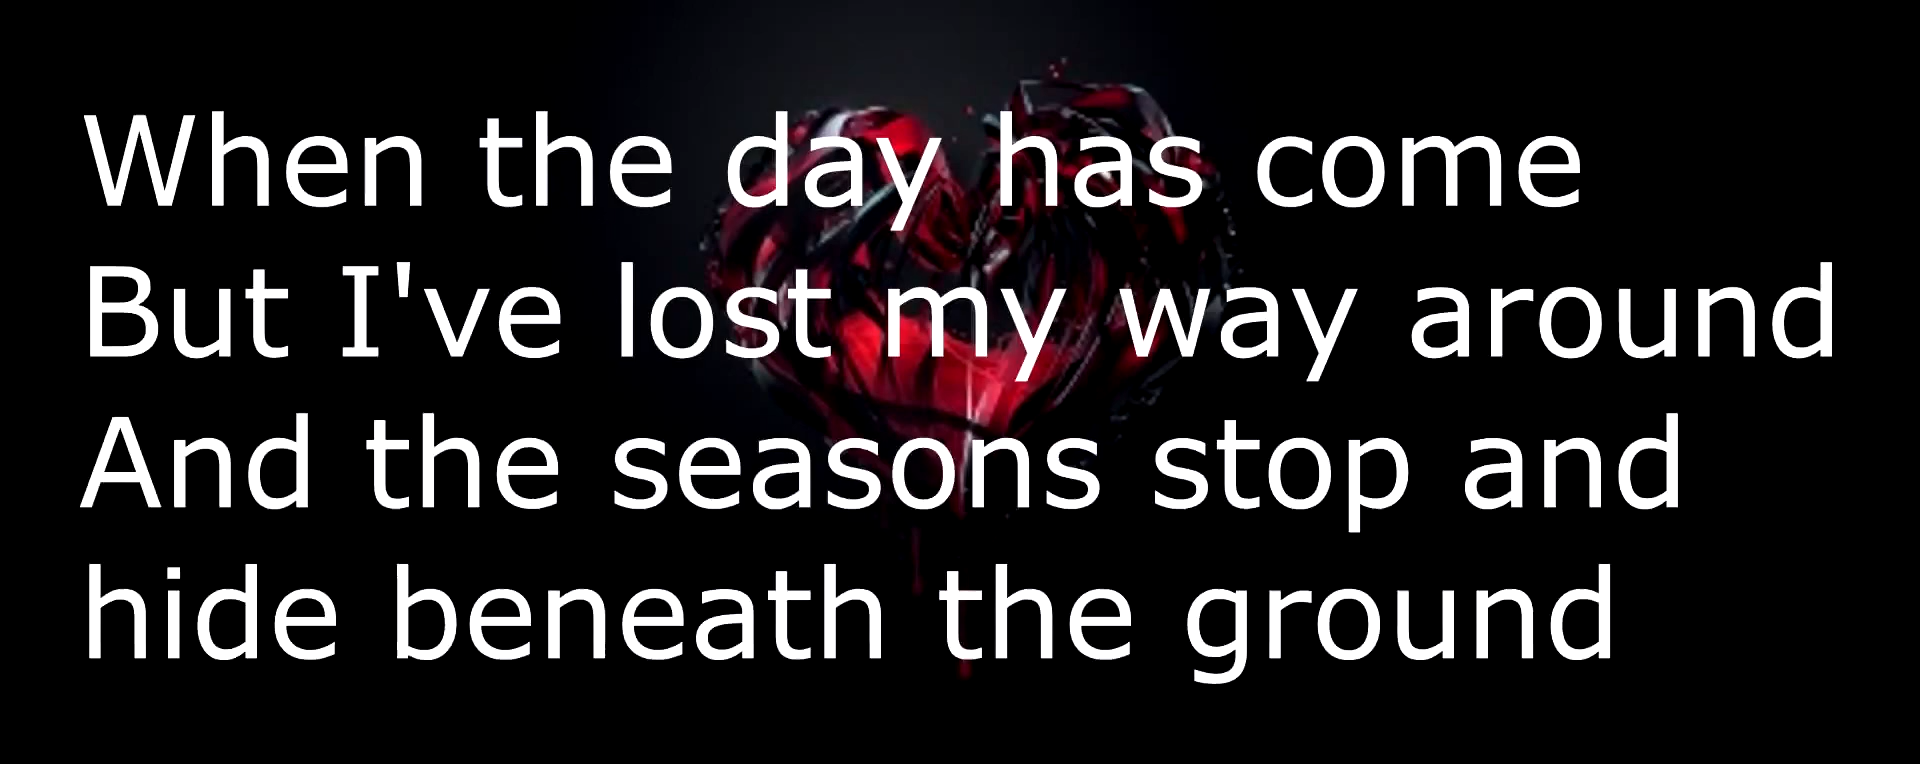 When the day has come
But I've lost my way around
And the seasons stop and
hide beneath the ground